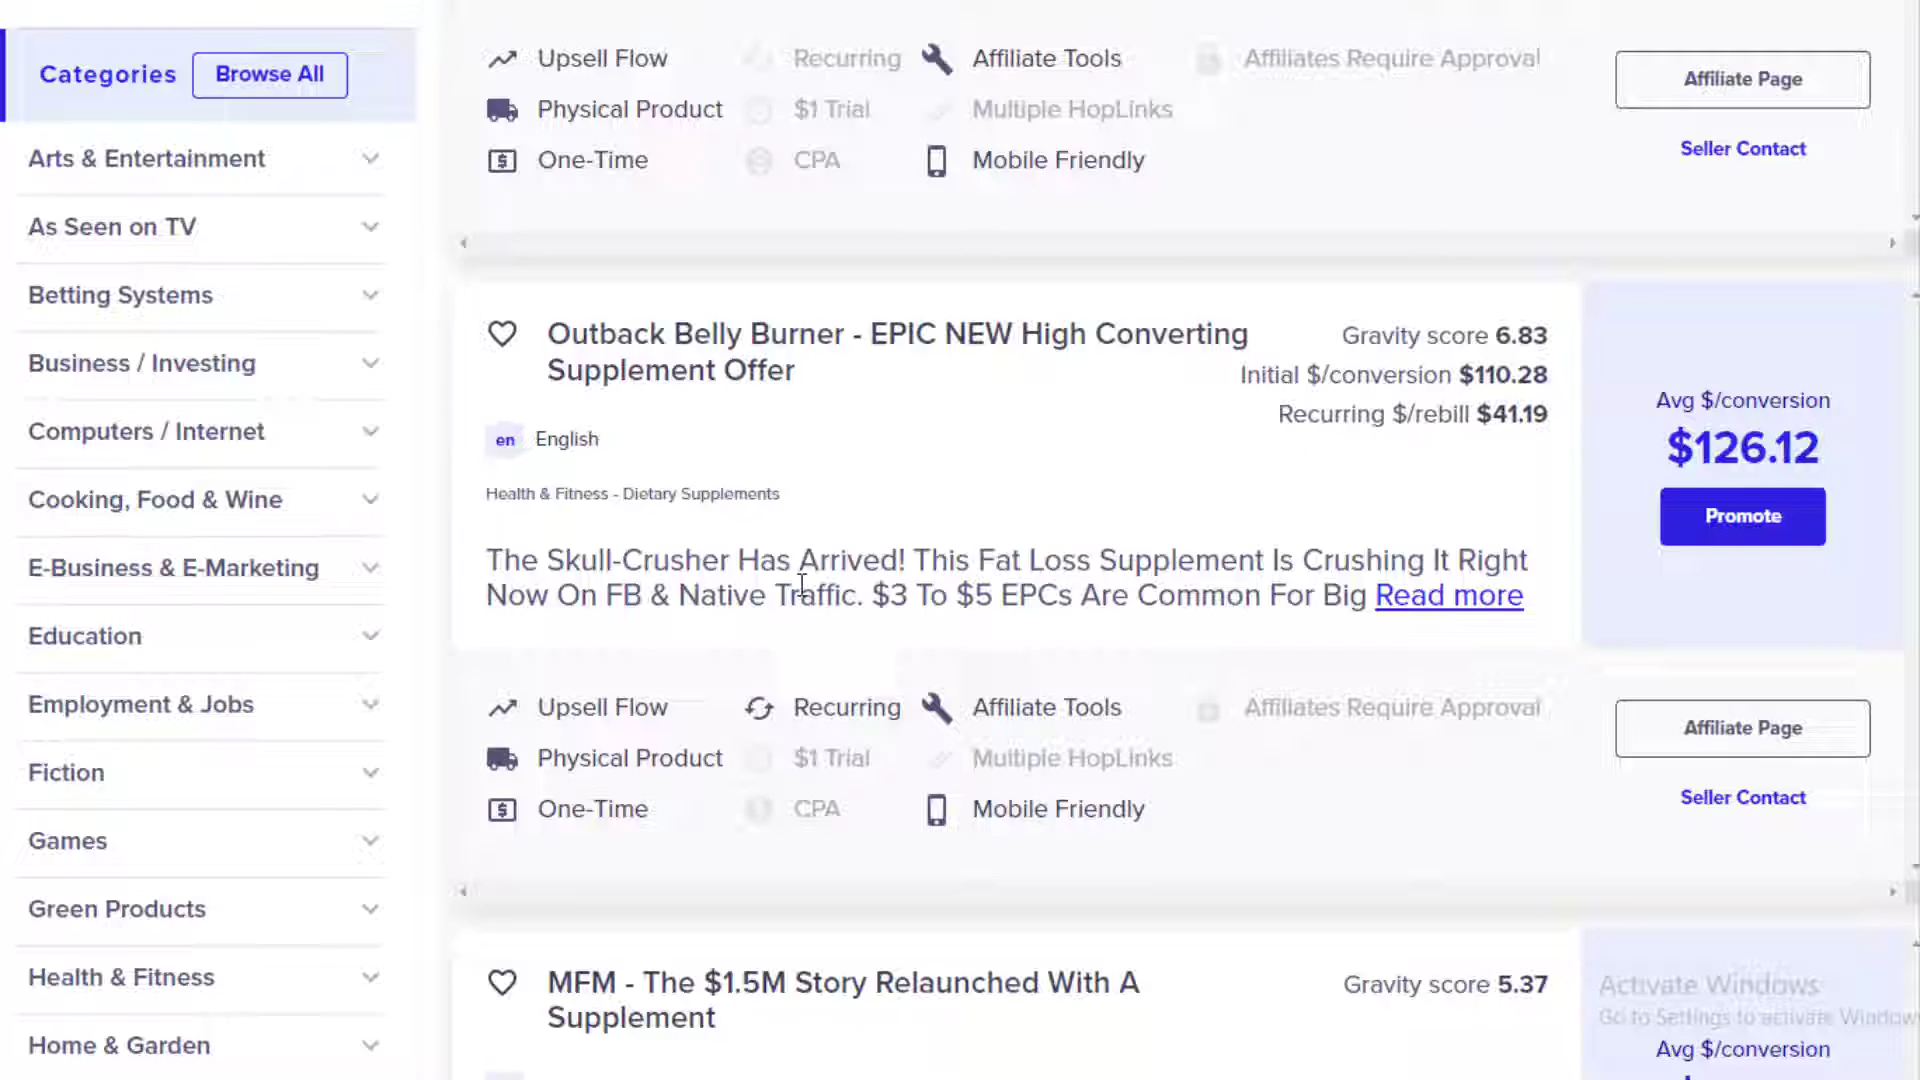 Categories
Browse All
Arts & Entertainment
As Seen on TV
Betting Systems
Business / Investing
Computers / Internet
Cooking, Food & Wine
E-Business & E-Marketing
Education
Employment & Jobs
Fiction
Games
Green Products
Health & Fitness
Home & Garden
Upsell Flow
Recurring
Affiliate Tools
Affiliates Require Approval
Physical Product
$1 Trial
Multiple HopLinks
One-Time
CPA
Mobile Friendly
Affiliate Page
Seller Contact
Outback Belly Burner - EPIC NEW High Converting
Supplement Offer
Gravity score 6.83
Initial $/conversion $110.28
Recurring $/rebill $41.19
en English
Health & Fitness - Dietary Supplements
The Skull-Crusher Has Arrived! This Fat Loss Supplement Is Crushing It Right
Now On FB & Native Traffic. $3 To $5 EPCs Are Common For Big Read more
Avg $/conversion
$126.12
Promote
Upsell Flow
Recurring
Affiliate Tools
Affiliates Require Approval
Physical Product
$1 Trial
Multiple HopLinks
One-Time
CPA
Mobile Friendly
Affiliate Page
Seller Contact
MFM - The $1.5M Story Relaunched With A
Supplement
Gravity score 5.37
Activate Windows
Go to Settings to activate Windows
Avg $/conversion